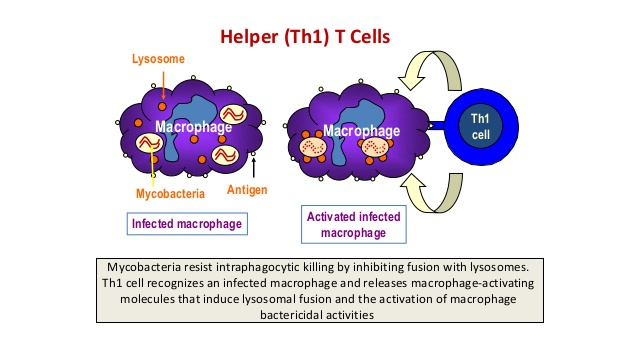 Helper (Th1) T Cells
Lysosome
Macrophage
Mycobacteria
Antigen
Infected macrophage
Macrophage
Th1
cell
Activated infected
macrophage
Mycobacteria resist intraphagocytic killing by inhibiting fusion with lysosomes.
Th1 cell recognizes an infected macrophage and releases macrophage-activating
molecules that induce lysosomal fusion and the activation of macrophage
bactericidal activities